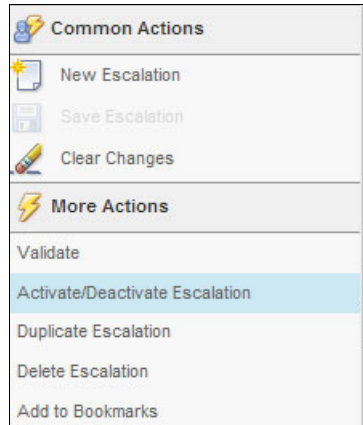 Common Actions
New Escalation
Save Escalation
Clear Changes
More Actions
Validate
Activate/Deactivate Escalation
Duplicate Escalation
Delete Escalation
Add to Bookmarks